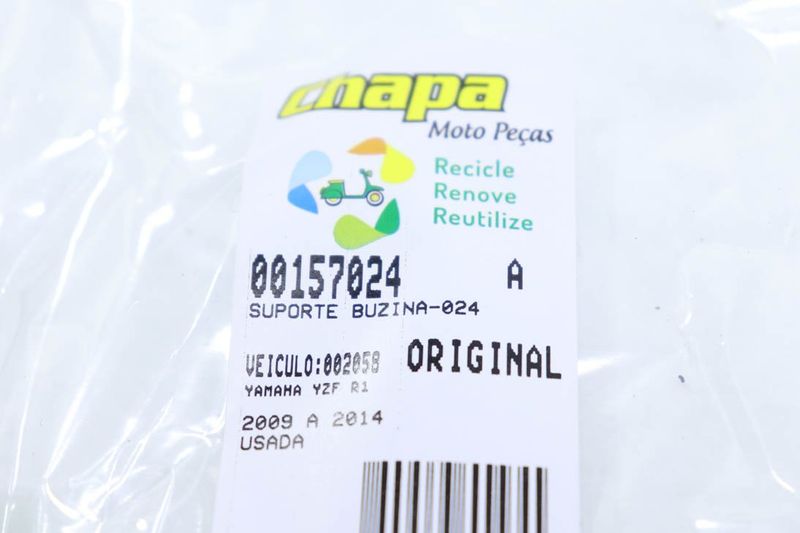 chapa
Moto Peças
Recicle
Renove
Reutilize
00157024 A
SUPORTE BUZINA-024
VEICULO:002058 ORIGINAL
YAMAHA YZF R1
2009 A 2014
USADA